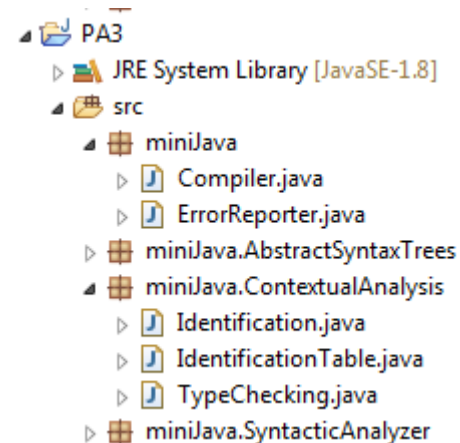 PA3
JRE System Library [JavaSE-1.8]
src
miniJava
Compiler.java
ErrorReporter.java
miniJava.AbstractSyntaxTrees
miniJava.ContextualAnalysis
Identification.java
IdentificationTable.java
TypeChecking.java
miniJava.SyntacticAnalyzer